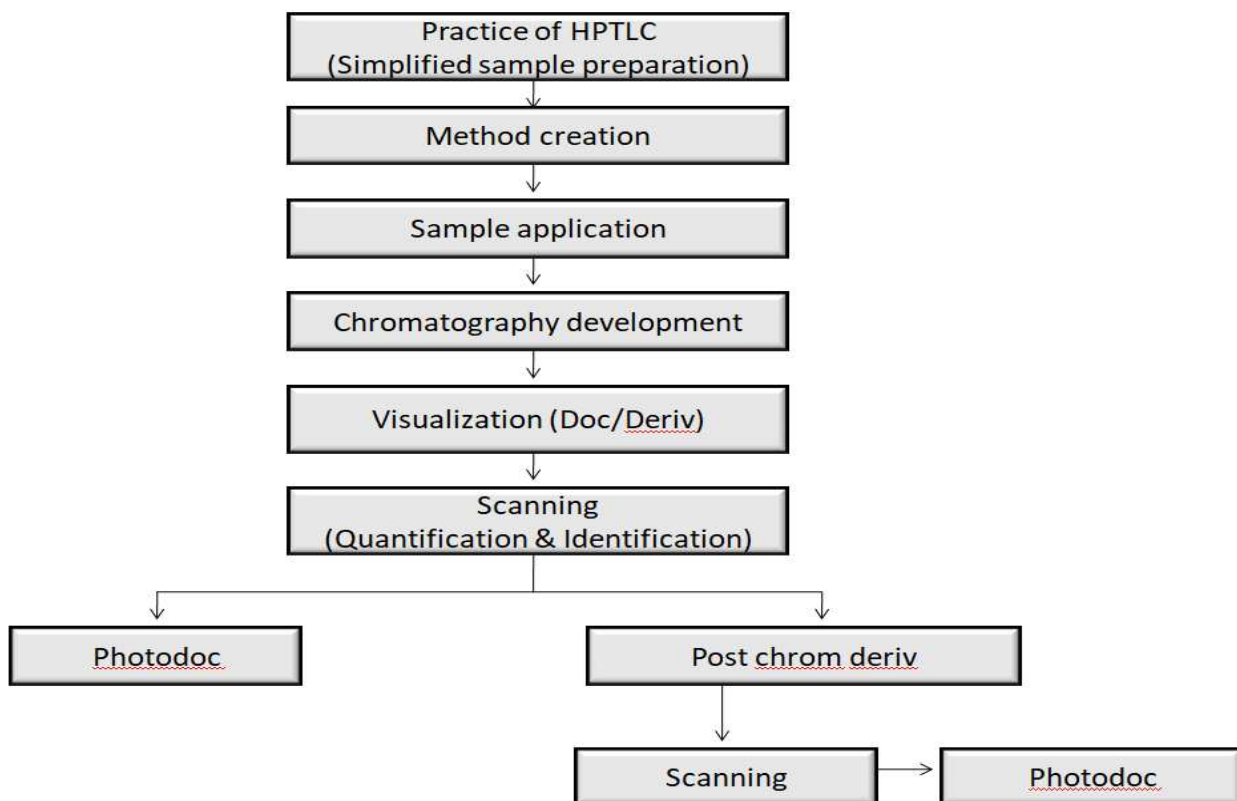 Practice of HPTLC
(Simplified sample preparation)
Method creation
Sample application
Chromatography development
Visualization (Doc/Deriv)
Scanning
(Quantification & Identification)
Photodoc
Post chrom deriv
Scanning
Photodoc